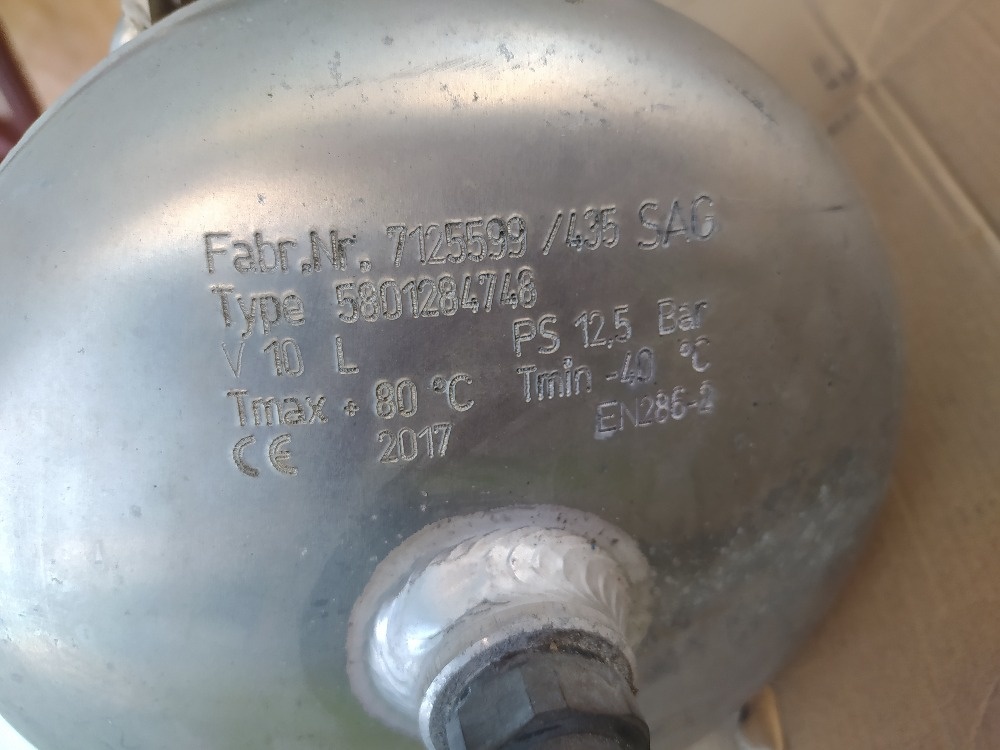 Fabr.Nr. 7125599 /435 SAG
Type 5801284748
V 10 L PS 12,5 Bar
Tmax + 80 °C Tmin -40 °C
CE 2017 EN286-2